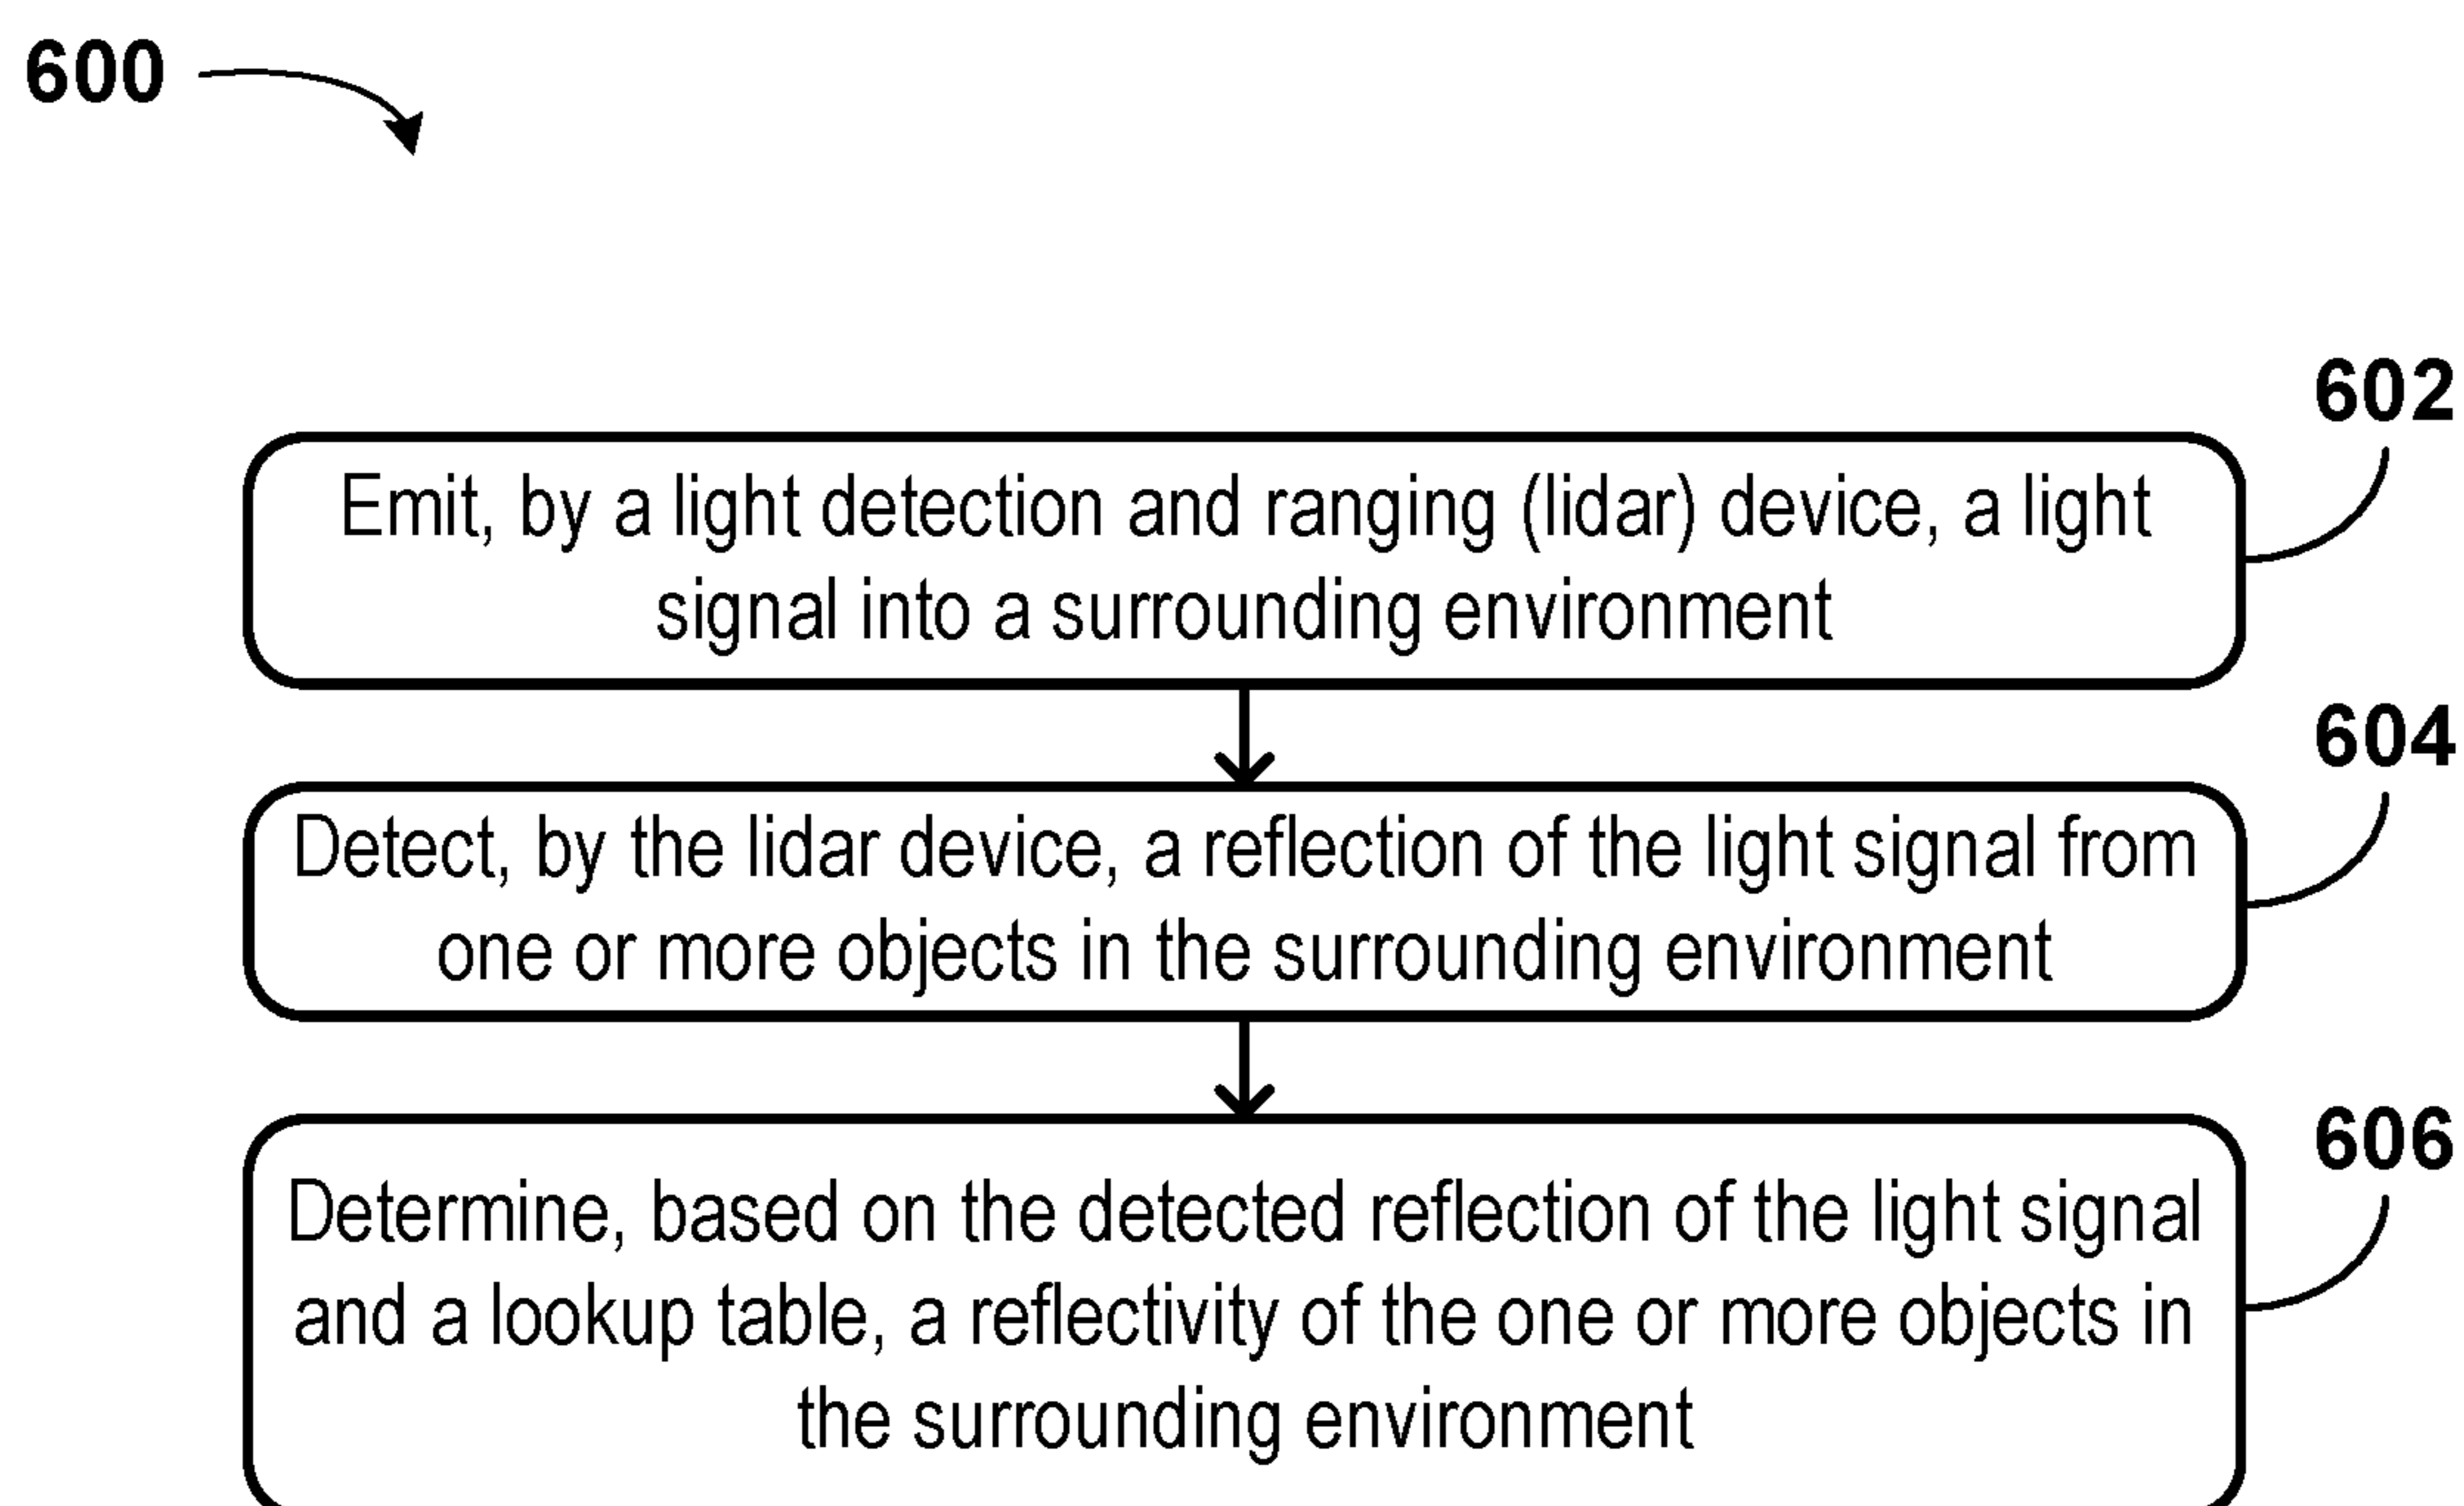 600
602
Emit, by a light detection and ranging (lidar) device, a light
signal into a surrounding environment
604
Detect, by the lidar device, a reflection of the light signal from
one or more objects in the surrounding environment
606
Determine, based on the detected reflection of the light signal
and a lookup table, a reflectivity of the one or more objects in
the surrounding environment